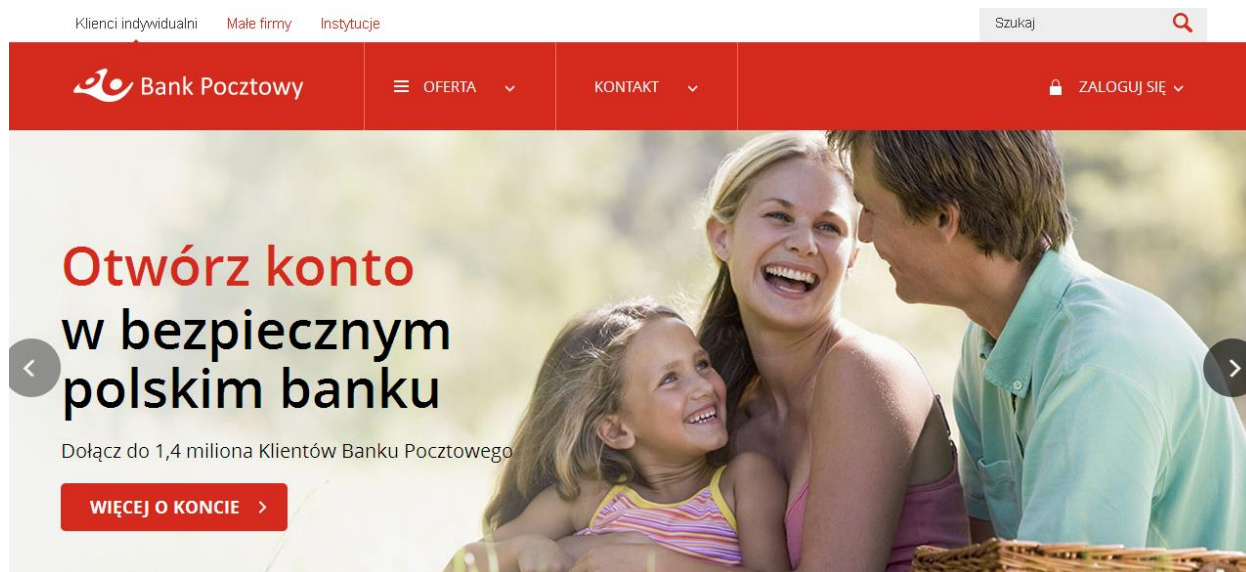 Klienci indywidualni Małe firmy Instytucje Szukaj
Bank Pocztowy OFERTA KONTAKT ZALOGUJ SIĘ
Otwórz konto
w bezpiecznym
polskim banku
Dołącz do 1,4 miliona Klientów Banku Pocztowego
WIĘCEJ O KONCIE